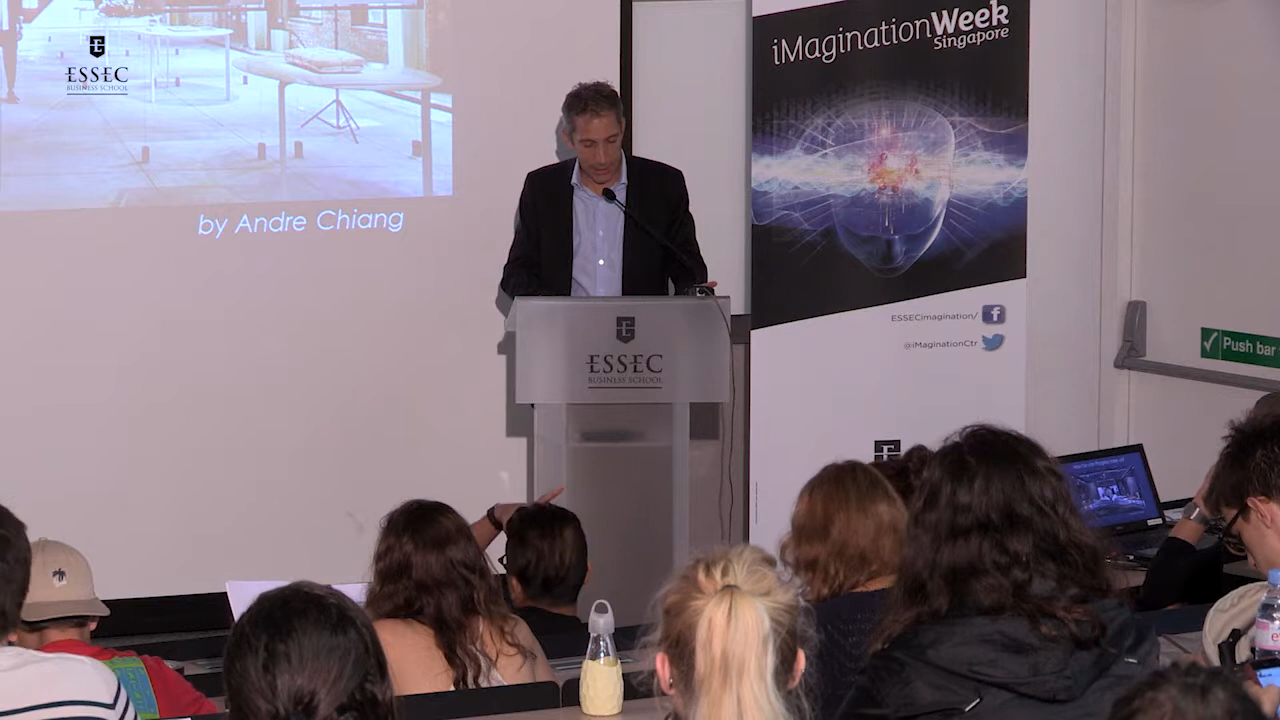 ESSEC
BUSINESS SCHOOL
by Andre Chiang
iMaginationWeek
Singapore
ESSECimagination/
@iMaginationCtr
ESSEC
BUSINESS SCHOOL
Push bar